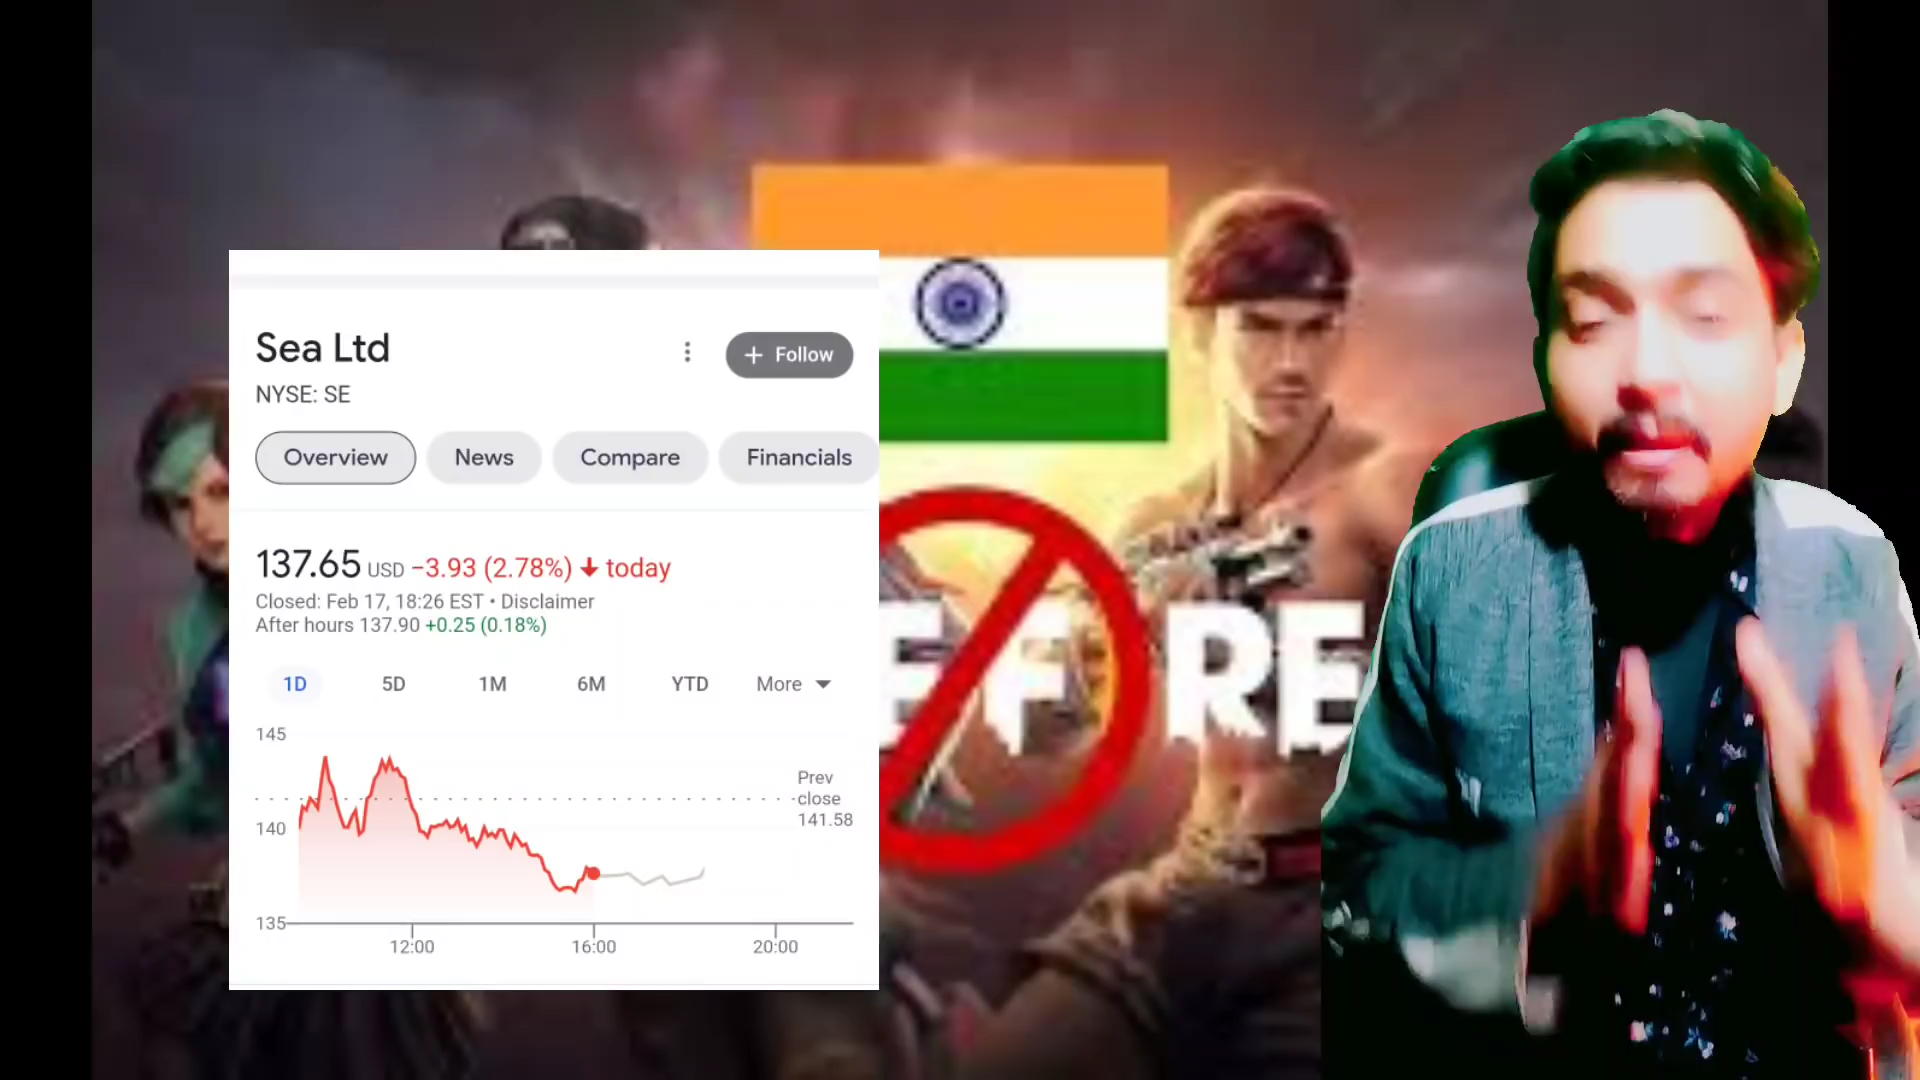 Sea Ltd
+ Follow
NYSE: SE
Overview News Compare Financials
137.65 USD −3.93 (2.78%) ↓ today
Closed: Feb 17, 18:26 EST • Disclaimer
After hours 137.90 +0.25 (0.18%)
1D 5D 1M 6M YTD More
145
Prev
close
141.58
140
135
12:00 16:00 20:00
E F RE